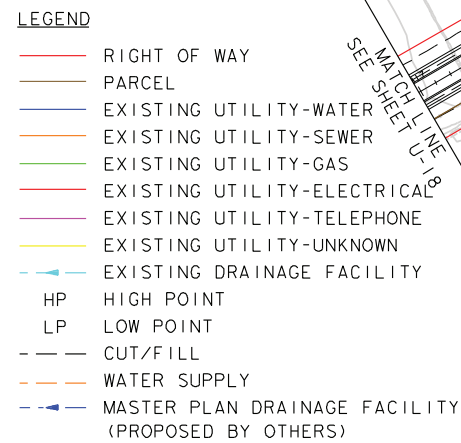 LEGEND
RIGHT OF WAY
PARCEL
EXISTING UTILITY-WATER
EXISTING UTILITY-SEWER
EXISTING UTILITY-GAS
EXISTING UTILITY-ELECTRICAL
EXISTING UTILITY-TELEPHONE
EXISTING UTILITY-UNKNOWN
EXISTING DRAINAGE FACILITY
HP HIGH POINT
LP LOW POINT
CUT/FILL
WATER SUPPLY
MASTER PLAN DRAINAGE FACILITY
(PROPOSED BY OTHERS)
MATCH LINE
SEE SHEET U-18